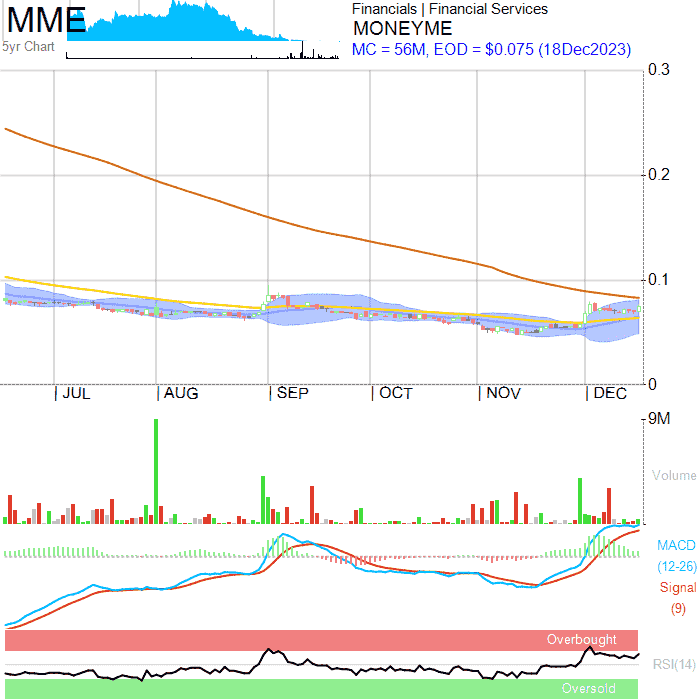 MME
5yr Chart
Financials | Financial Services
MONEYME
MC = 56M, EOD = $0.075 (18Dec2023)
0.3
0.2
0.1
0
| JUL | AUG | SEP | OCT | NOV | DEC
9M
Volume
MACD
(12-26)
Signal
(9)
Overbought
RSI(14)
Oversold